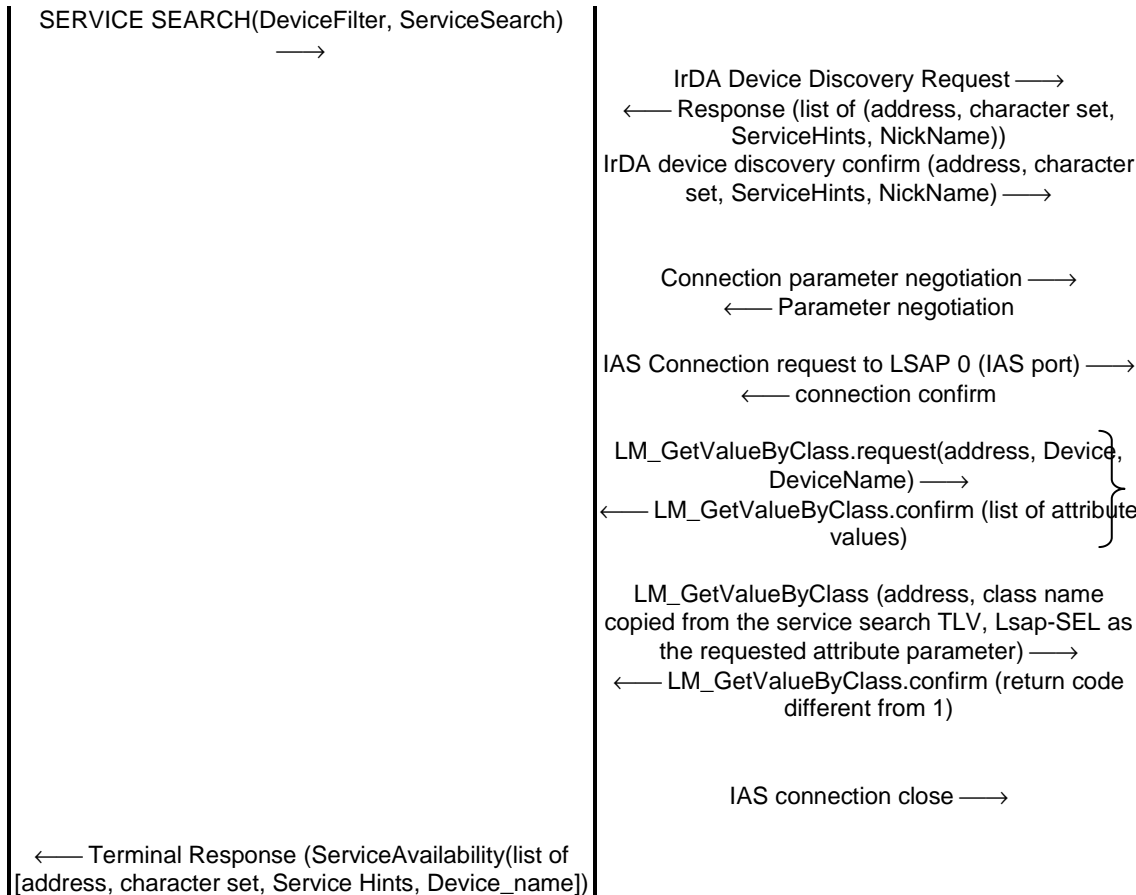 SERVICE SEARCH(DeviceFilter, ServiceSearch)
⟶
IrDA Device Discovery Request ⟶
⟵ Response (list of (address, character set,
ServiceHints, NickName))
IrDA device discovery confirm (address, character
set, ServiceHints, NickName) ⟶
Connection parameter negotiation ⟶
⟵ Parameter negotiation
IAS Connection request to LSAP 0 (IAS port) ⟶
⟵ connection confirm
LM_GetValueByClass.request(address, Device,
DeviceName) ⟶
⟵ LM_GetValueByClass.confirm (list of attribute
values)
LM_GetValueByClass (address, class name
copied from the service search TLV, Lsap-SEL as
the requested attribute parameter) ⟶
⟵ LM_GetValueByClass.confirm (return code
different from 1)
IAS connection close ⟶
⟵ Terminal Response (ServiceAvailability(list of
[address, character set, Service Hints, Device_name])